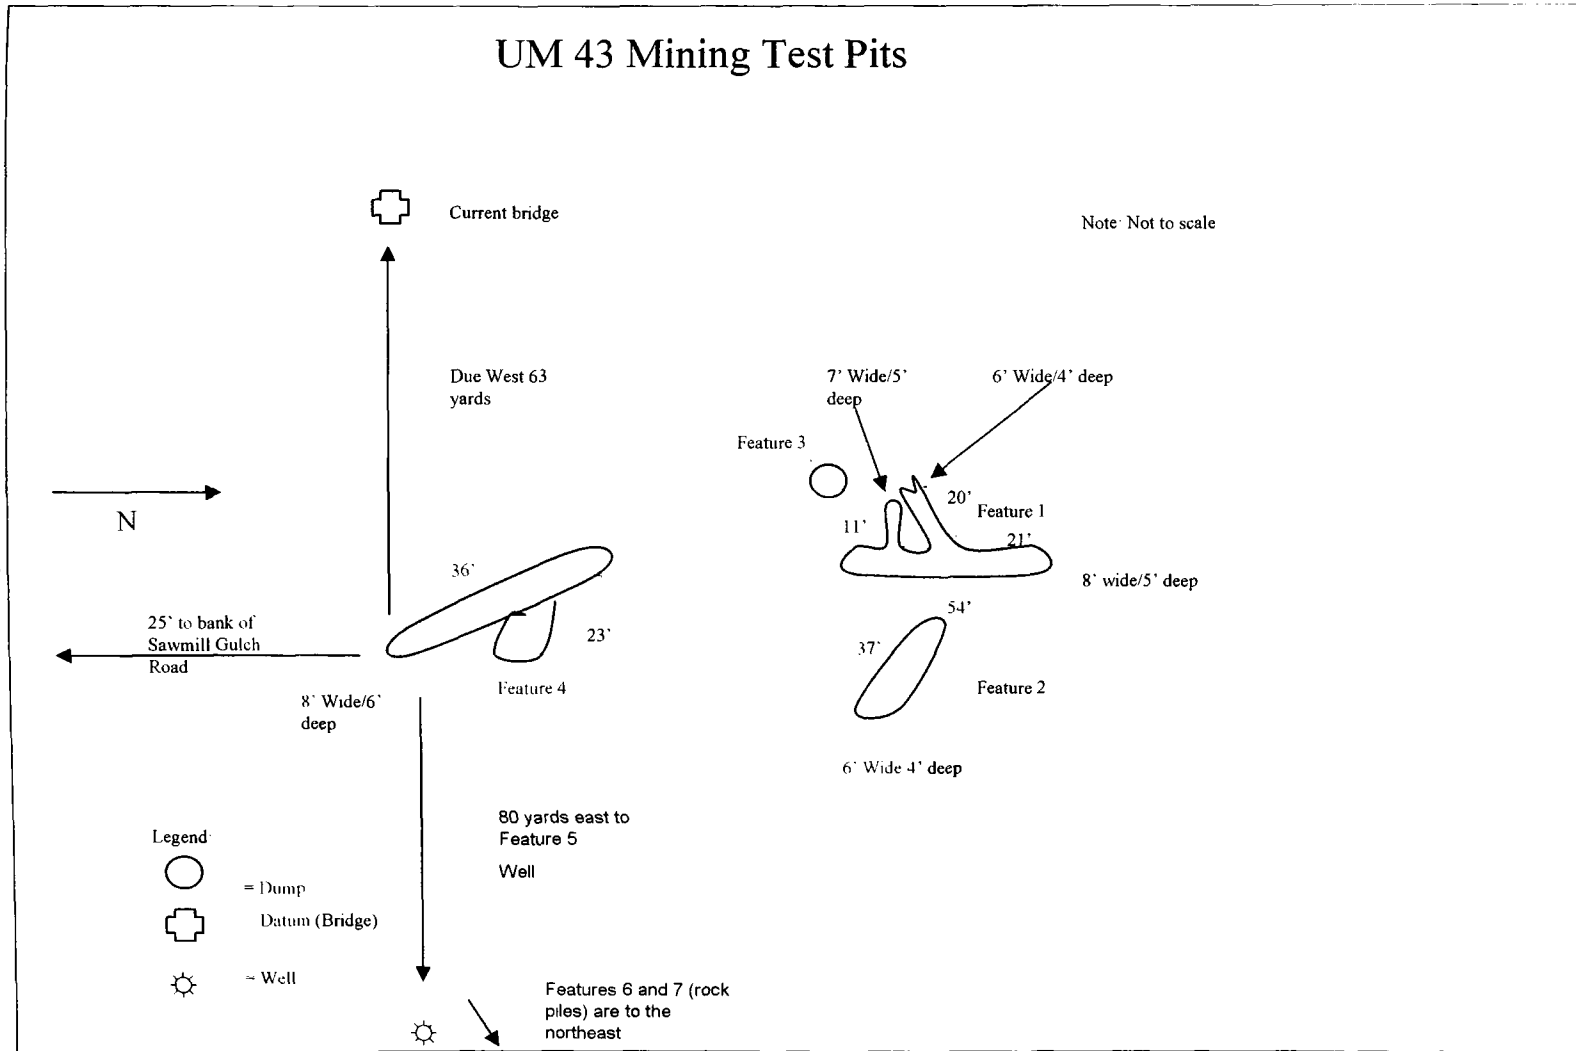 UM 43 Mining Test Pits
Current bridge
Note: Not to scale
Due West 63
yards
7' Wide/5'
deep
6' Wide/4' deep
Feature 3
N
20'
Feature 1
11'
21'
36'
8' wide/5' deep
54'
25' to bank of
Sawmill Gulch
Road
23'
37'
Feature 4
Feature 2
8' Wide/6'
deep
6' Wide 4' deep
80 yards east to
Feature 5
Well
Legend:
= Dump
Datum (Bridge)
= Well
Features 6 and 7 (rock
piles) are to the
northeast